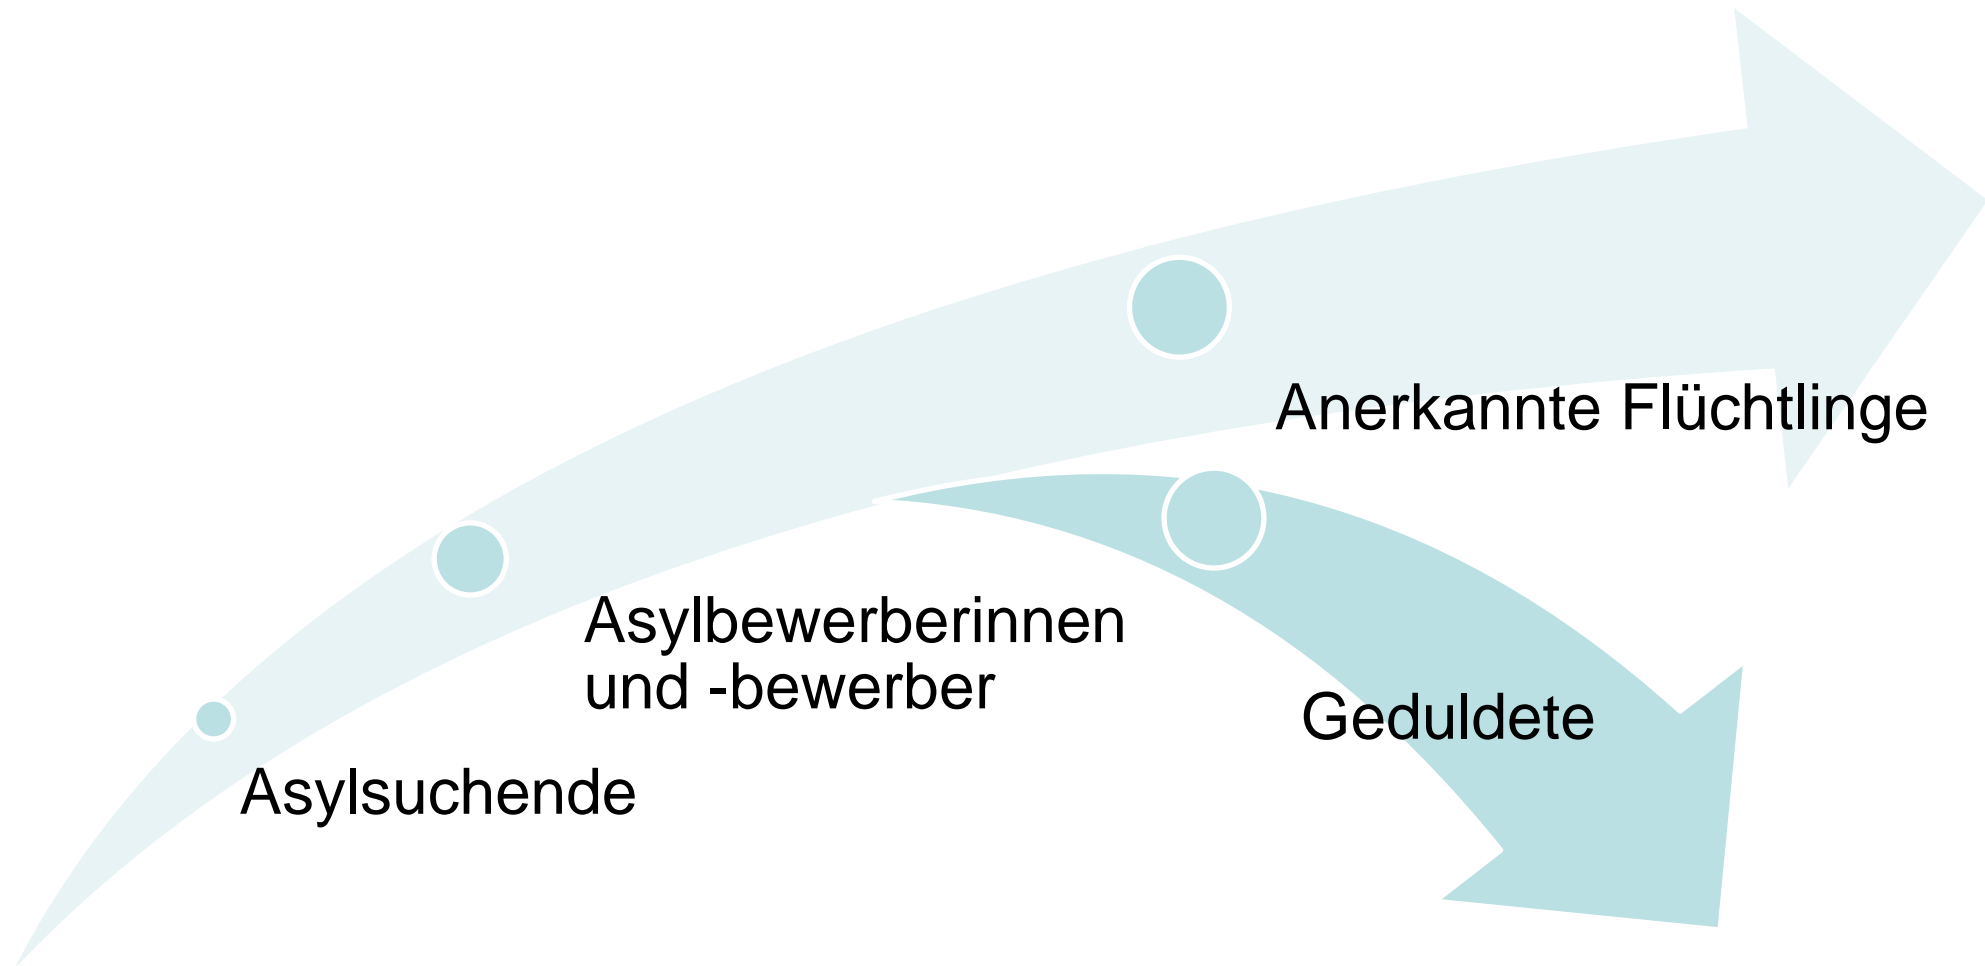 Anerkannte Flüchtlinge
Asylbewerberinnen
und -bewerber
Geduldete
Asylsuchende